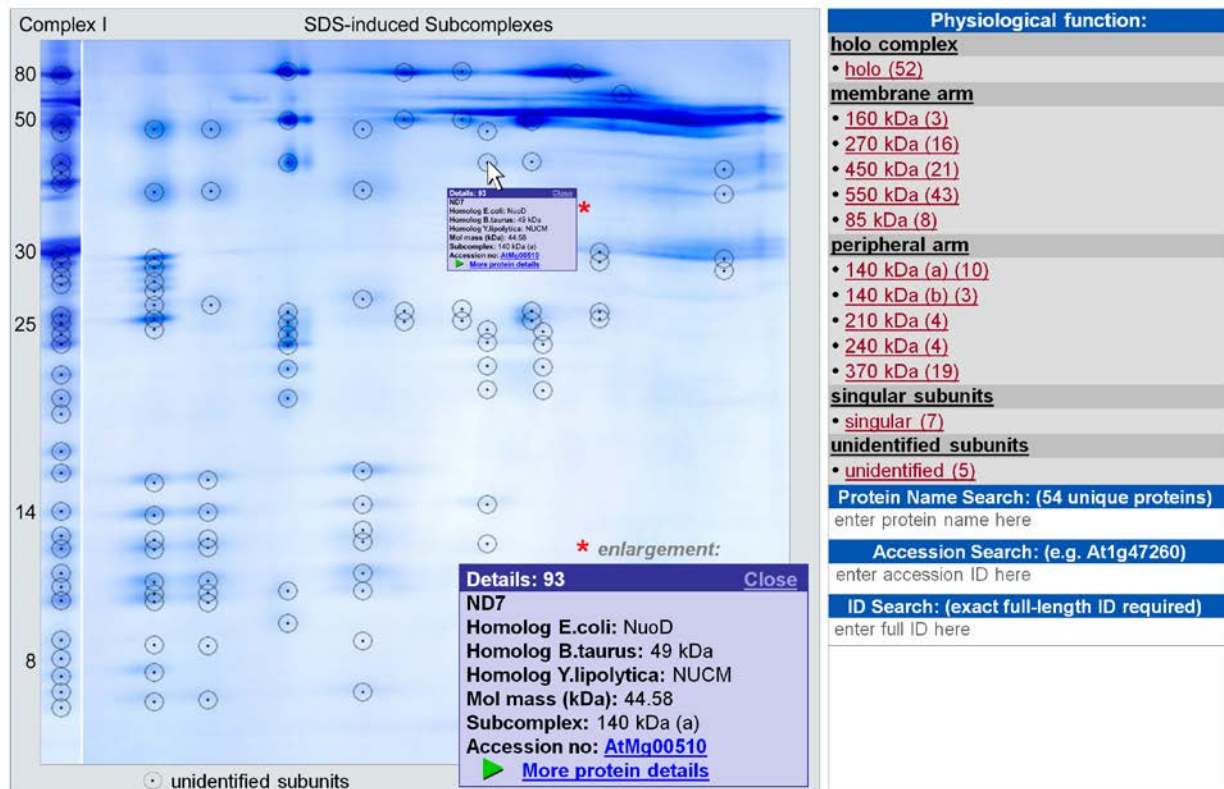 Complex I
SDS-induced Subcomplexes
80
50
30
25
14
8
Details: 93 Close
ND7
Homolog E.coli: NuoD
Homolog B.taurus: 49 kDa
Homolog Y.lipolytica: NUCM
Mol mass (kDa): 44.58
Subcomplex: 140 kDa (a)
Accession no: AtMg00510
More protein details
*
* enlargement:
Details: 93 Close
ND7
Homolog E.coli: NuoD
Homolog B.taurus: 49 kDa
Homolog Y.lipolytica: NUCM
Mol mass (kDa): 44.58
Subcomplex: 140 kDa (a)
Accession no: AtMg00510
More protein details
unidentified subunits
Physiological function:
holo complex
• holo (52)
membrane arm
• 160 kDa (3)
• 270 kDa (16)
• 450 kDa (21)
• 550 kDa (43)
• 85 kDa (8)
peripheral arm
• 140 kDa (a) (10)
• 140 kDa (b) (3)
• 210 kDa (4)
• 240 kDa (4)
• 370 kDa (19)
singular subunits
• singular (7)
unidentified subunits
• unidentified (5)
Protein Name Search: (54 unique proteins)
enter protein name here
Accession Search: (e.g. At1g47260)
enter accession ID here
ID Search: (exact full-length ID required)
enter full ID here